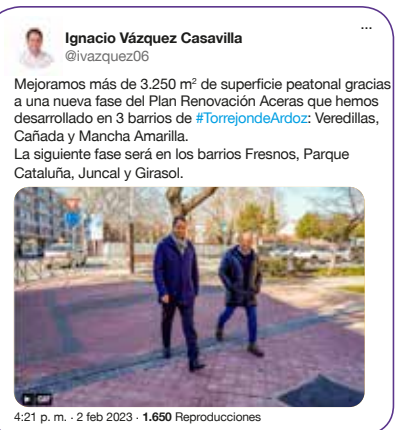 ...
Ignacio Vázquez Casavilla
@ivazquez06
Mejoramos más de 3.250 m² de superficie peatonal gracias
a una nueva fase del Plan Renovación Aceras que hemos
desarrollado en 3 barrios de #TorrejondeArdoz: Veredillas,
Cañada y Mancha Amarilla.
La siguiente fase será en los barrios Fresnos, Parque
Cataluña, Juncal y Girasol.
GIF
4:21 p. m. · 2 feb 2023 · 1.650 Reproducciones